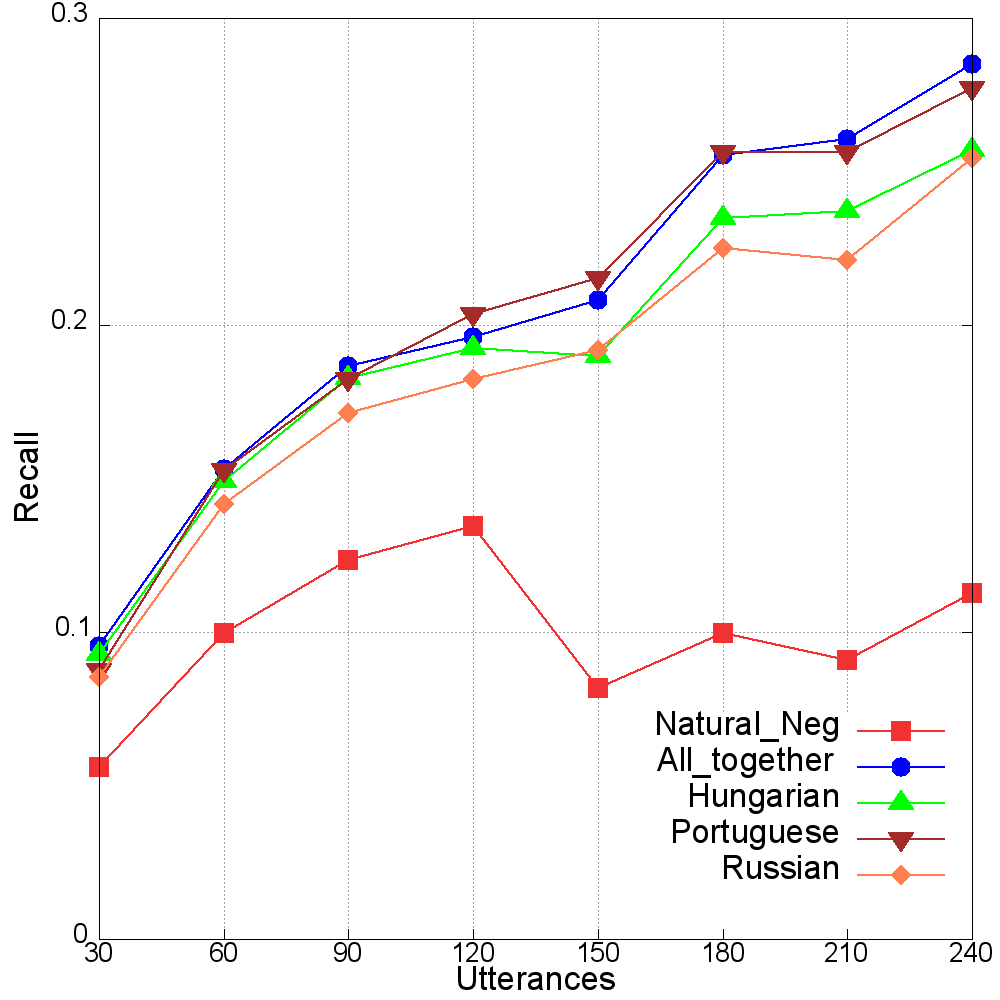 0.3
0.2
0.1
0
Recall
Natural_Neg
All_together
Hungarian
Portuguese
Russian
30 60 90 120 150 180 210 240
Utterances